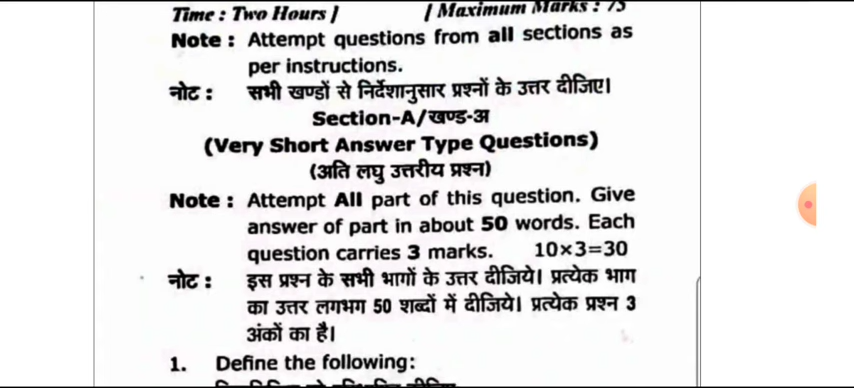 Time : Two Hours ] [ Maximum Marks : 75
Note : Attempt questions from all sections as
per instructions.
नोट : सभी खण्डों से निर्देशानुसार प्रश्नों के उत्तर दीजिए।
Section-A/खण्ड-अ
(Very Short Answer Type Questions)
(अति लघु उत्तरीय प्रश्न)
Note : Attempt All part of this question. Give
answer of part in about 50 words. Each
question carries 3 marks. 10×3=30
नोट : इस प्रश्न के सभी भागों के उत्तर दीजिये। प्रत्येक भाग
का उत्तर लगभग 50 शब्दों में दीजिये। प्रत्येक प्रश्न 3
अंकों का है।
1. Define the following: